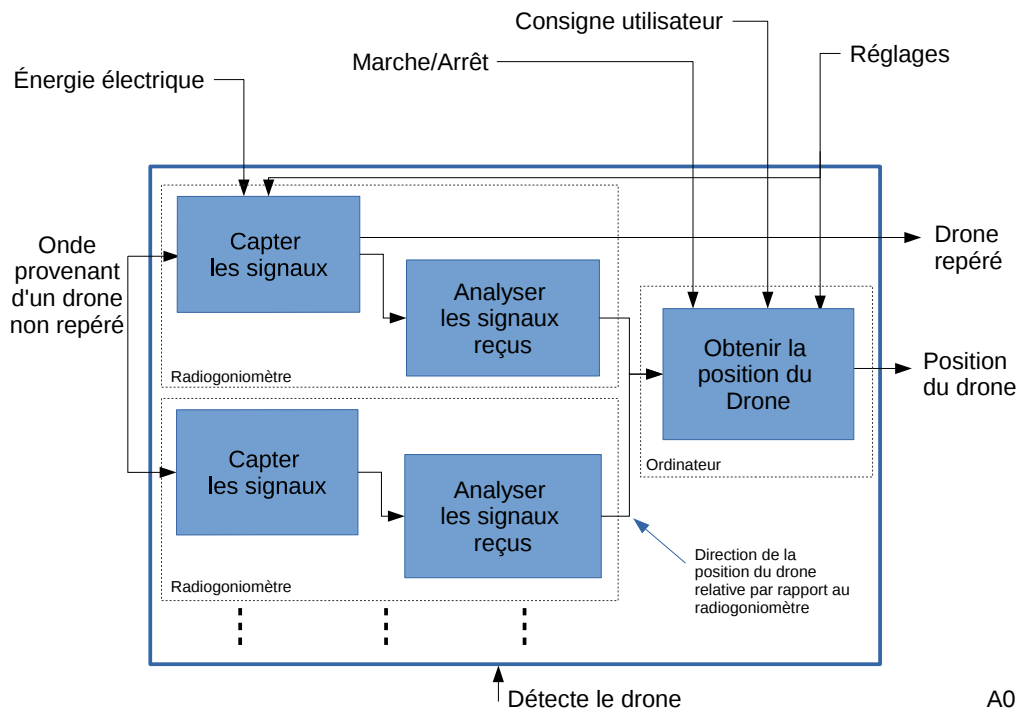 Consigne utilisateur
Marche/Arrêt
Réglages
Énergie électrique
Onde
provenant
d'un drone
non repéré
Capter
les signaux
Analyser
les signaux
reçus
Radiogoniomètre
Drone
repéré
Obtenir la
position du
Drone
Ordinateur
Position
du drone
Capter
les signaux
Analyser
les signaux
reçus
Radiogoniomètre
Direction de la
position du drone
relative par rapport au
radiogoniomètre
Détecte le drone
A0